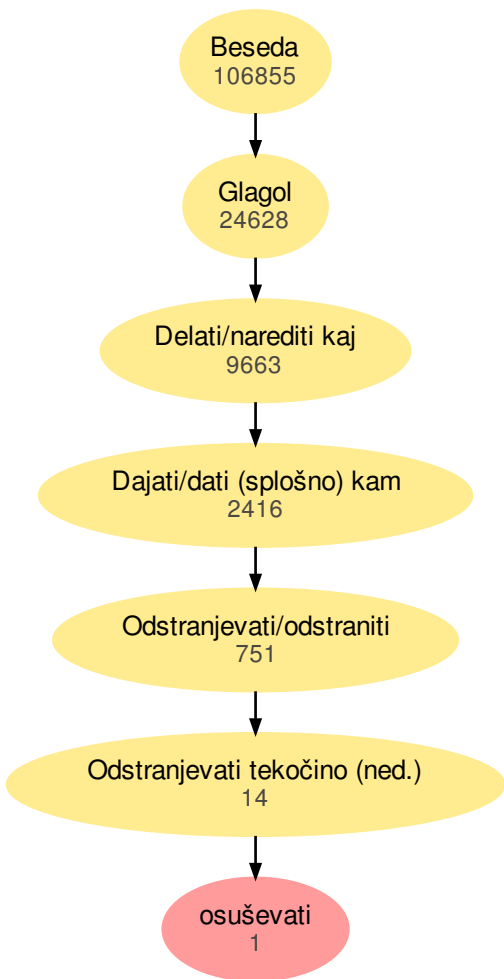 Beseda
106855
Glagol
24628
Delati/narediti kaj
9663
Dajati/dati (splošno) kam
2416
Odstranjevati/odstraniti
751
Odstranjevati tekočino (ned.)
14
osuševati
1